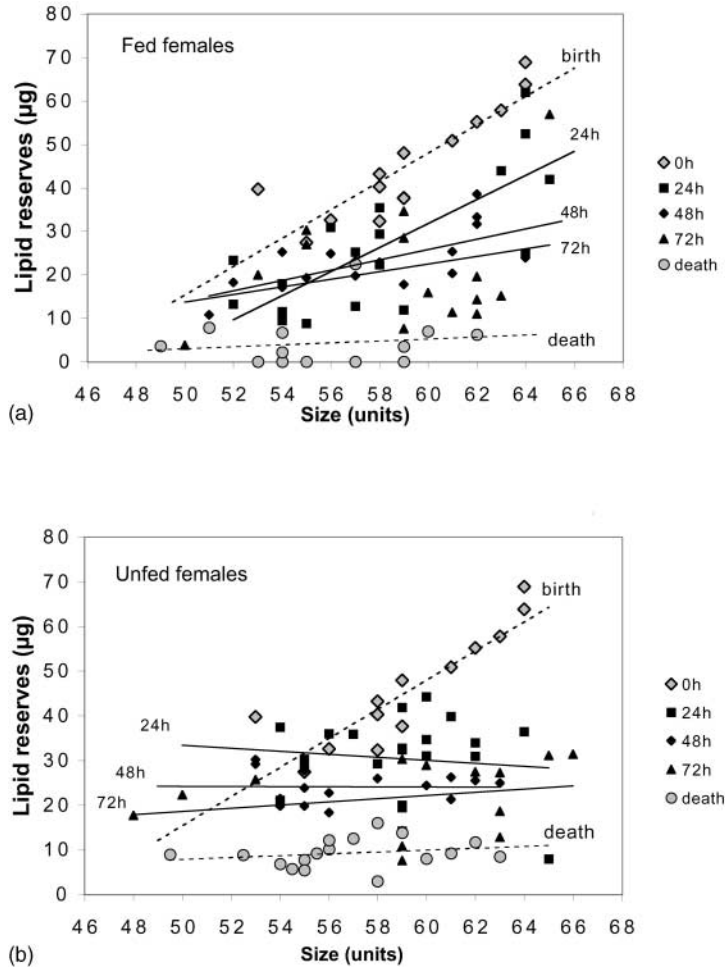 Fed females
80
70
60
50
40
30
20
10
0
Lipid reserves (µg)
birth
24h
48h
72h
death
0h
24h
48h
72h
death
46 48 50 52 54 56 58 60 62 64 66 68
Size (units)
(a)
Unfed females
80
70
60
50
40
30
20
10
0
Lipid reserves (µg)
birth
24h
48h
72h
death
0h
24h
48h
72h
death
46 48 50 52 54 56 58 60 62 64 66 68
Size (units)
(b)